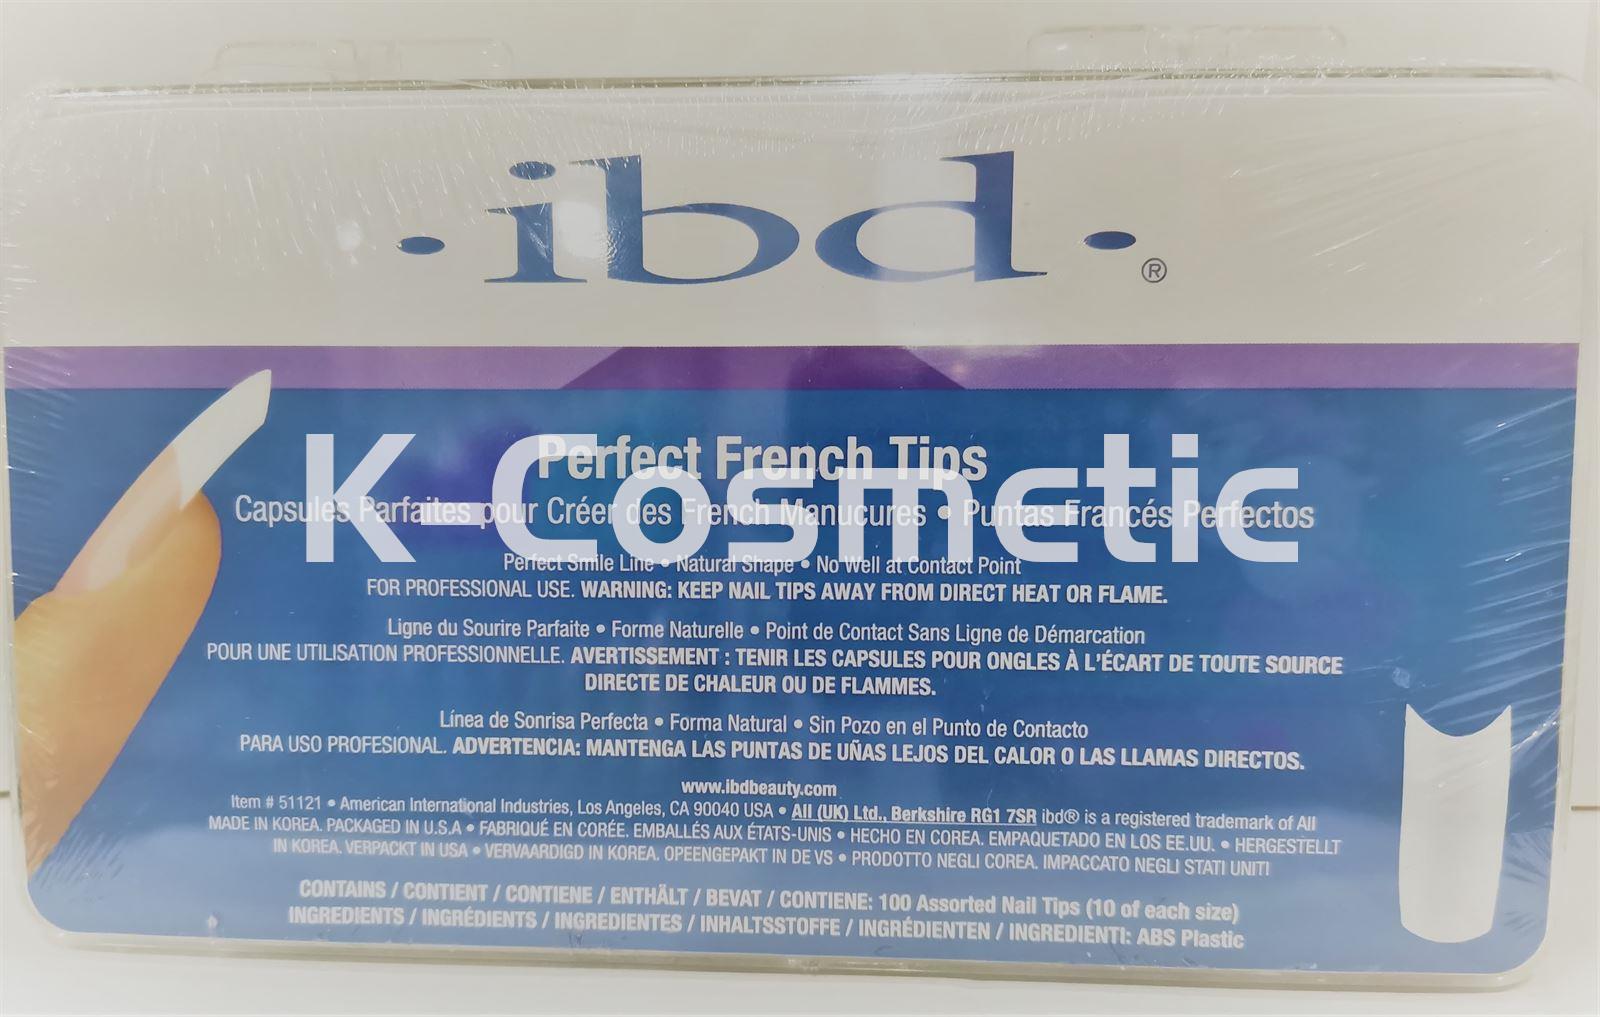 ·ibd·®
Perfect French Tips
K-Cosmetic
Capsules Parfaites pour Créer des French Manucures • Puntas Francés Perfectos
Perfect Smile Line • Natural Shape • No Well at Contact Point
FOR PROFESSIONAL USE. WARNING: KEEP NAIL TIPS AWAY FROM DIRECT HEAT OR FLAME.
Ligne du Sourire Parfaite • Forme Naturelle • Point de Contact Sans Ligne de Démarcation
POUR UNE UTILISATION PROFESSIONNELLE. AVERTISSEMENT : TENIR LES CAPSULES POUR ONGLES À L'ÉCART DE TOUTE SOURCE
DIRECTE DE CHALEUR OU DE FLAMMES.
Línea de Sonrisa Perfecta • Forma Natural • Sin Pozo en el Punto de Contacto
PARA USO PROFESIONAL. ADVERTENCIA: MANTENGA LAS PUNTAS DE UÑAS LEJOS DEL CALOR O LAS LLAMAS DIRECTOS.
www.ibdbeauty.com
Item # 51121 • American International Industries, Los Angeles, CA 90040 USA • AII (UK) Ltd., Berkshire RG1 7SR ibd® is a registered trademark of AII
MADE IN KOREA. PACKAGED IN U.S.A • FABRIQUÉ EN CORÉE. EMBALLÉS AUX ÉTATS-UNIS • HECHO EN COREA. EMPAQUETADO EN LOS EE.UU. • HERGESTELLT
IN KOREA. VERPACKT IN USA • VERVAARDIGD IN KOREA. OPEENGEPAKT IN DE VS • PRODOTTO NEGLI COREA. IMPACCATO NEGLI STATI UNITI
CONTAINS / CONTIENT / CONTIENE / ENTHÄLT / BEVAT / CONTIENE: 100 Assorted Nail Tips (10 of each size)
INGREDIENTS / INGRÉDIENTS / INGREDIENTES / INHALTSSTOFFE / INGRÉDIENTEN / INGREDIENTI: ABS Plastic